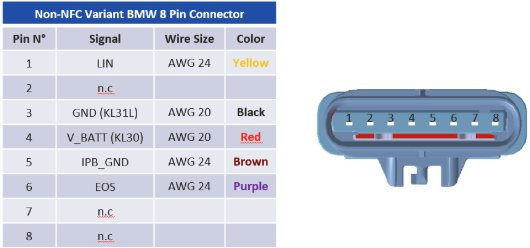 Non-NFC Variant BMW 8 Pin Connector
Pin N° Signal Wire Size Color
1 LIN AWG 24 Yellow
2 n.c
3 GND (KL31L) AWG 20 Black
4 V_BATT (KL30) AWG 20 Red
5 IPB_GND AWG 24 Brown
6 EOS AWG 24 Purple
7 n.c
8 n.c
1 2 3 4 5 6 7 8